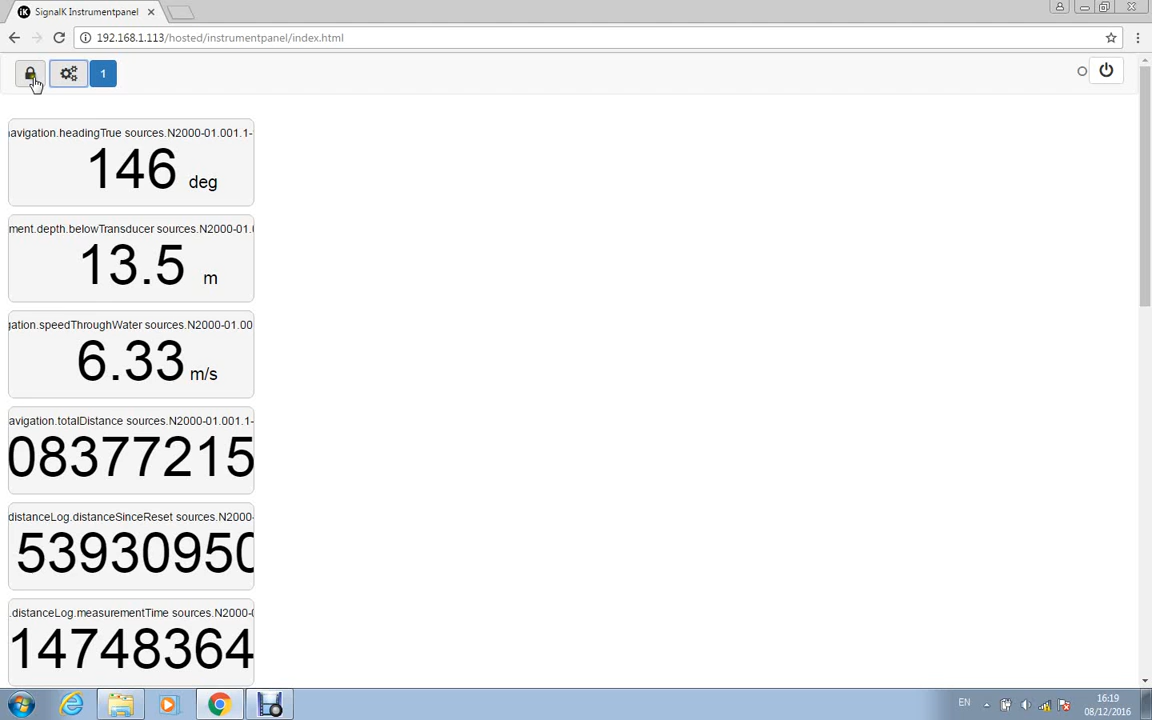 SignalK Instrumentpanel
192.168.1.113/hosted/instrumentpanel/index.html
1
avigation.headingTrue sources.N2000-01.001.1-
146 deg
ment.depth.belowTransducer sources.N2000-01.
13.5 m
gation.speedThroughWater sources.N2000-01.00
6.33 m/s
avigation.totalDistance sources.N2000-01.001.1-
08377215
distanceLog.distanceSinceReset sources.N2000-
53930950
.distanceLog.measurementTime sources.N2000-
14748364
EN
16:19
08/12/2016